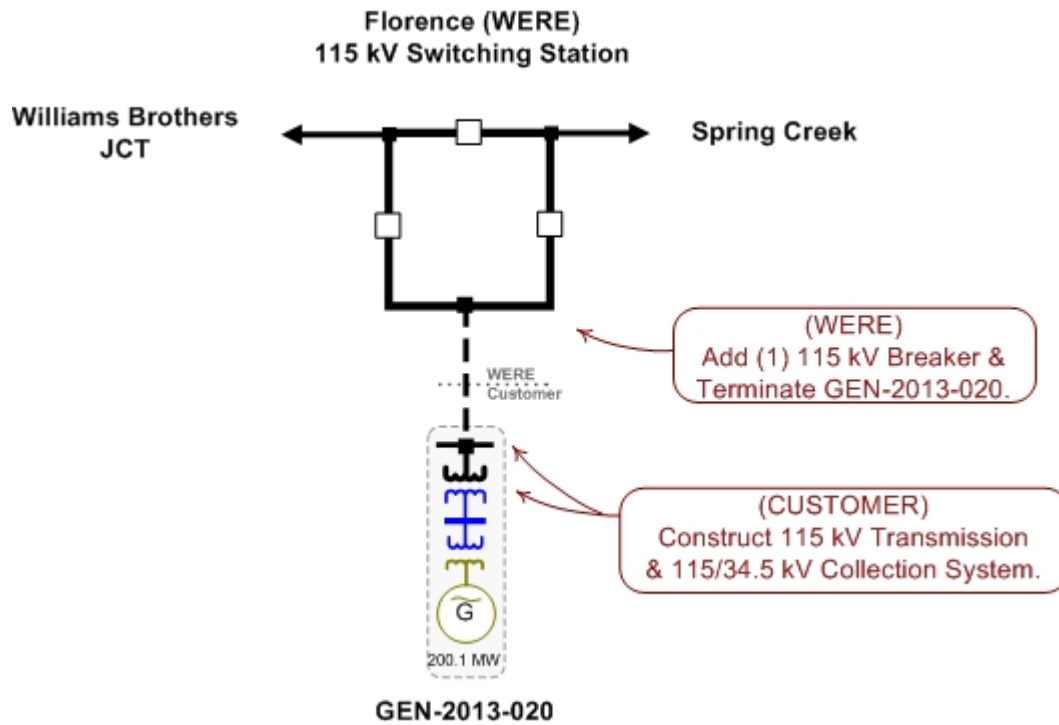 Florence (WERE)
115 kV Switching Station
Williams Brothers
JCT
Spring Creek
(WERE)
Add (1) 115 kV Breaker &
Terminate GEN-2013-020.
WERE
Customer
(CUSTOMER)
Construct 115 kV Transmission
& 115/34.5 kV Collection System.
G
200.1 MW
GEN-2013-020